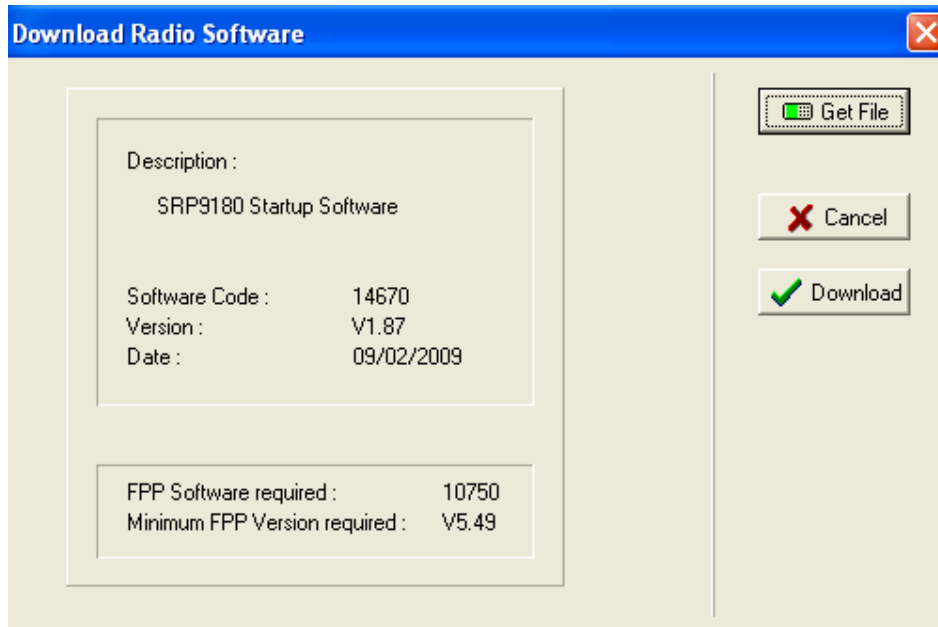 Download Radio Software
Get File
Description :
SRP9180 Startup Software
Cancel
Download
Software Code : 14670
Version : V1.87
Date : 09/02/2009
FPP Software required : 10750
Minimum FPP Version required : V5.49